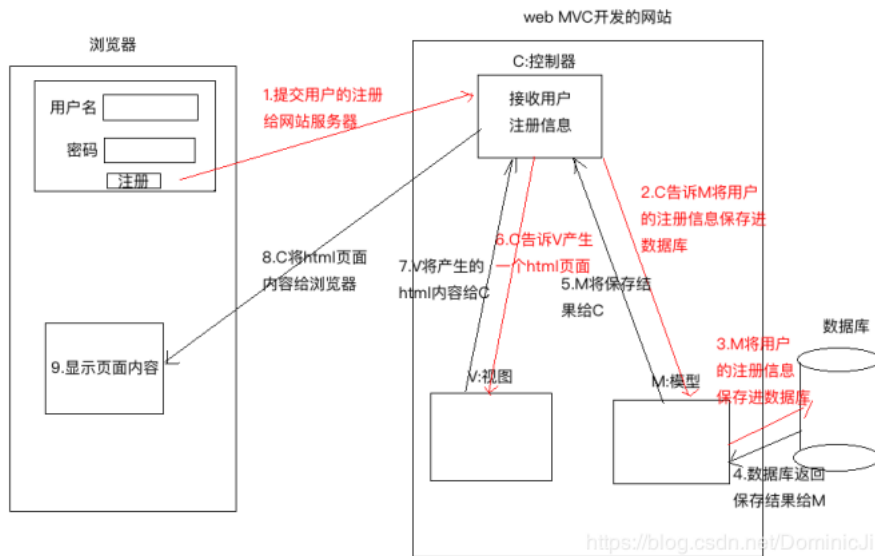 web MVC开发的网站
浏览器
C:控制器
用户名
密码
注册
1.提交用户的注册
给网站服务器
接收用户
注册信息
2.C告诉M将用户
的注册信息保存进
数据库
6.C告诉V产生
一个html页面
8.C将html页面
内容给浏览器
7.V将产生的
html内容给C
5.M将保存结
果给C
数据库
9.显示页面内容
3.M将用户
的注册信息
保存进数据库
V:视图
M:模型
4.数据库返回
保存结果给M
https://blog.csdn.net/DominicJi